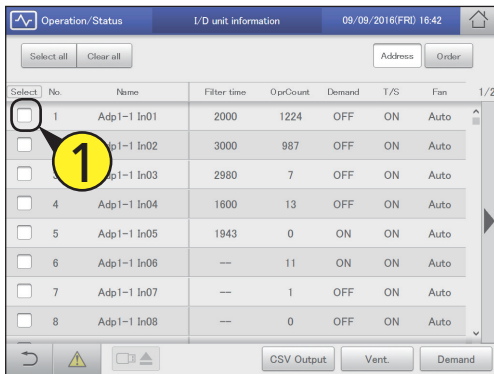 Operation/Status I/D unit information 09/09/2016(FRI) 16:42
Select all Clear all Address Order
Select No. Name Filter time OprCount Demand T/S Fan 1/2
1 Adp1-1 In01 2000 1224 OFF ON Auto
Adp1-1 In02 3000 987 OFF ON Auto
Adp1-1 In03 2980 7 OFF ON Auto
4 Adp1-1 In04 1600 13 OFF ON Auto
5 Adp1-1 In05 1943 0 ON ON Auto
6 Adp1-1 In06 -- 11 ON ON Auto
7 Adp1-1 In07 -- 1 OFF ON Auto
8 Adp1-1 In08 -- 0 OFF ON Auto
1
CSV Output Vent. Demand